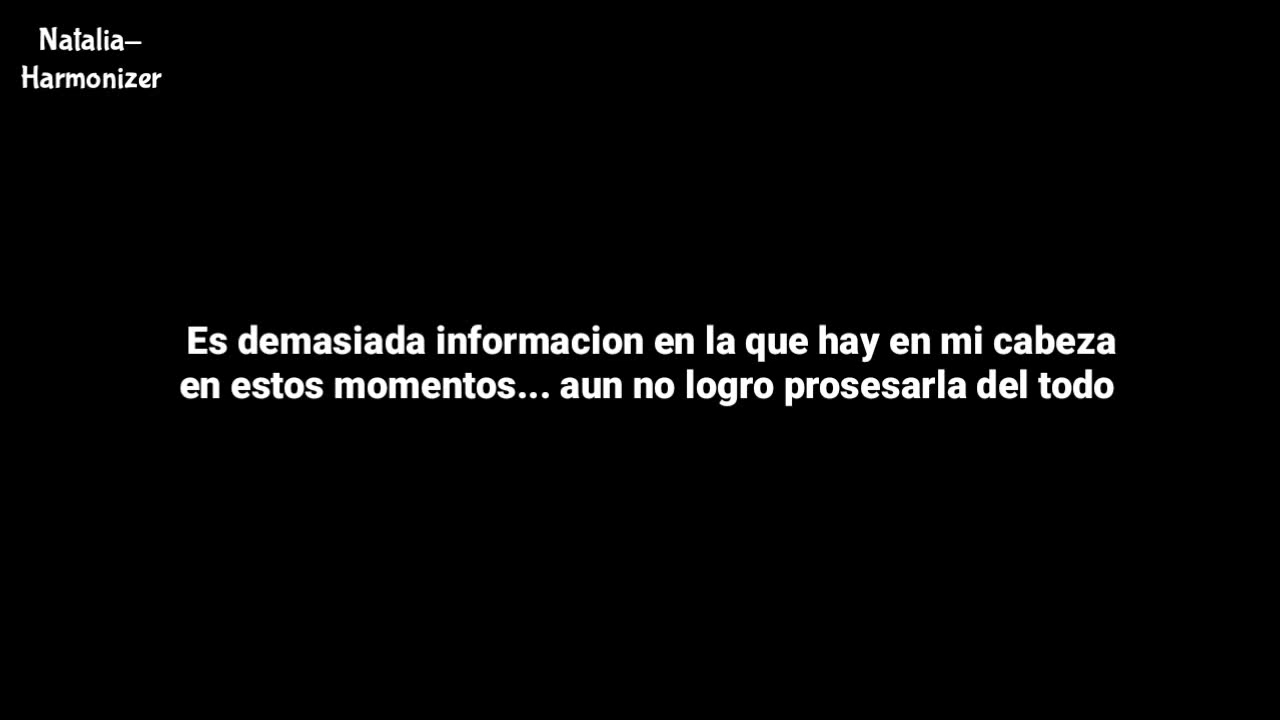 Natalia-
Harmonizer
Es demasiada informacion en la que hay en mi cabeza
en estos momentos... aun no logro prosesarla del todo